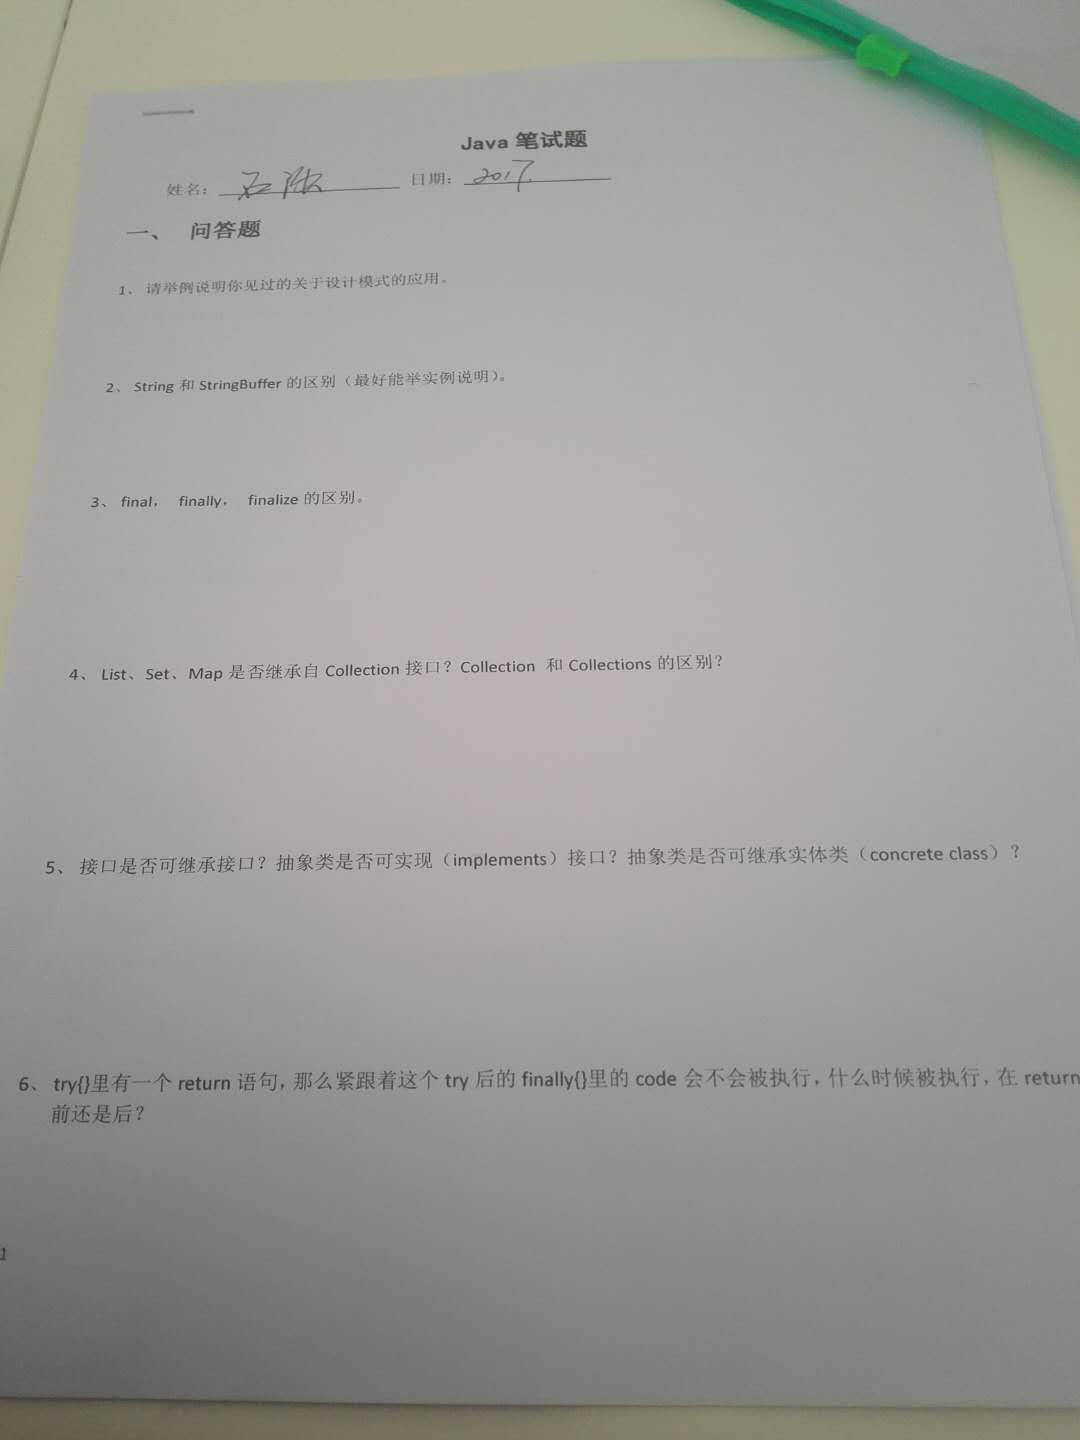 Java 笔试题
姓名： 日期：2017.
一、 问答题
1、 请举例说明你见过的关于设计模式的应用。
2、 String 和 StringBuffer 的区别（最好能举实例说明）。
3、 final， finally， finalize 的区别。
4、 List、Set、Map 是否继承自 Collection 接口？Collection 和 Collections 的区别？
5、 接口是否可继承接口？抽象类是否可实现（implements）接口？抽象类是否可继承实体类（concrete class）？
6、 try{}里有一个 return 语句，那么紧跟着这个 try 后的 finally{}里的 code 会不会被执行，什么时候被执行，在 return
前还是后？
1